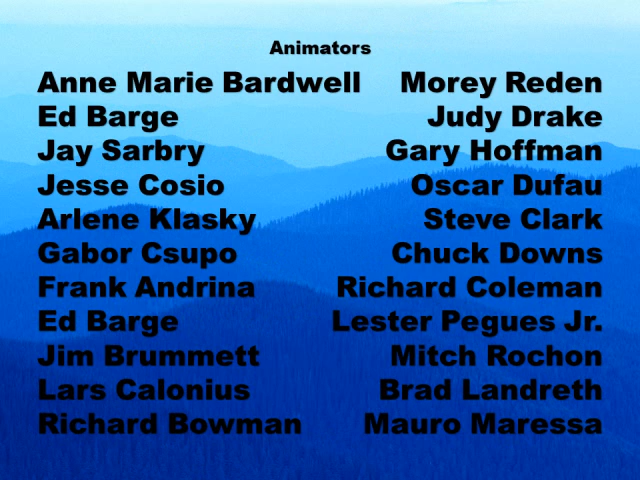 Animators
Anne Marie Bardwell Morey Reden
Ed Barge Judy Drake
Jay Sarbry Gary Hoffman
Jesse Cosio Oscar Dufau
Arlene Klasky Steve Clark
Gabor Csupo Chuck Downs
Frank Andrina Richard Coleman
Ed Barge Lester Pegues Jr.
Jim Brummett Mitch Rochon
Lars Calonius Brad Landreth
Richard Bowman Mauro Maressa